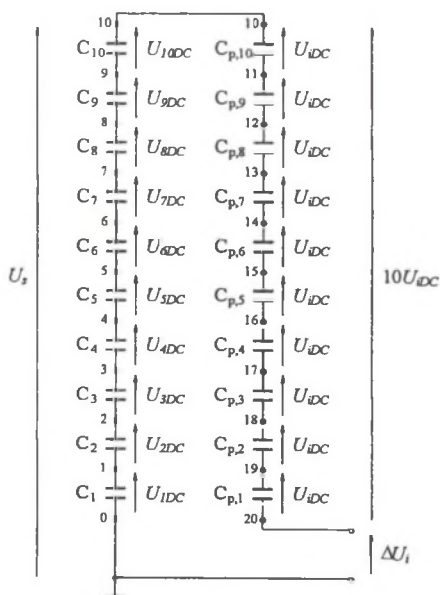 10 10
C₁₀ U₁₀DC Cp,10 UiDC
9 11
C₉ U₉DC Cp,9 UiDC
8 12
C₈ U₈DC Cp,8 UiDC
7 13
C₇ U₇DC Cp,7 UiDC
6 14
C₆ U₆DC Cp,6 UiDC
Us 10UiDC
5 15
C₅ U₅DC Cp,5 UiDC
4 16
C₄ U₄DC Cp,4 UiDC
3 17
C₃ U₃DC Cp,3 UiDC
2 18
C₂ U₂DC Cp,2 UiDC
1 19
C₁ U₁DC Cp,1 UiDC
0 20
ΔUi